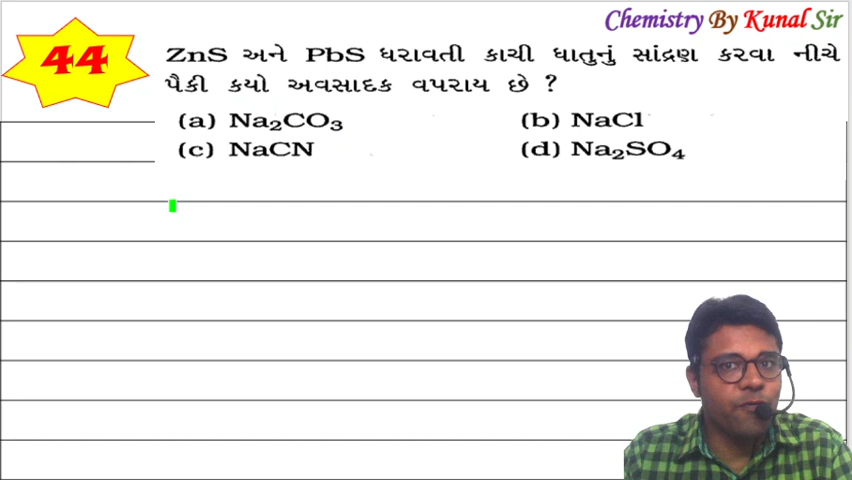 Chemistry By Kunal Sir
44
ZnS અને PbS ધરાવતી કાચી ધાતુનું સાંદ્રણ કરવા નીચે
પૈકી કયો અવસાદક વપરાય છે ?
(a) Na₂CO₃ (b) NaCl
(c) NaCN (d) Na₂SO₄